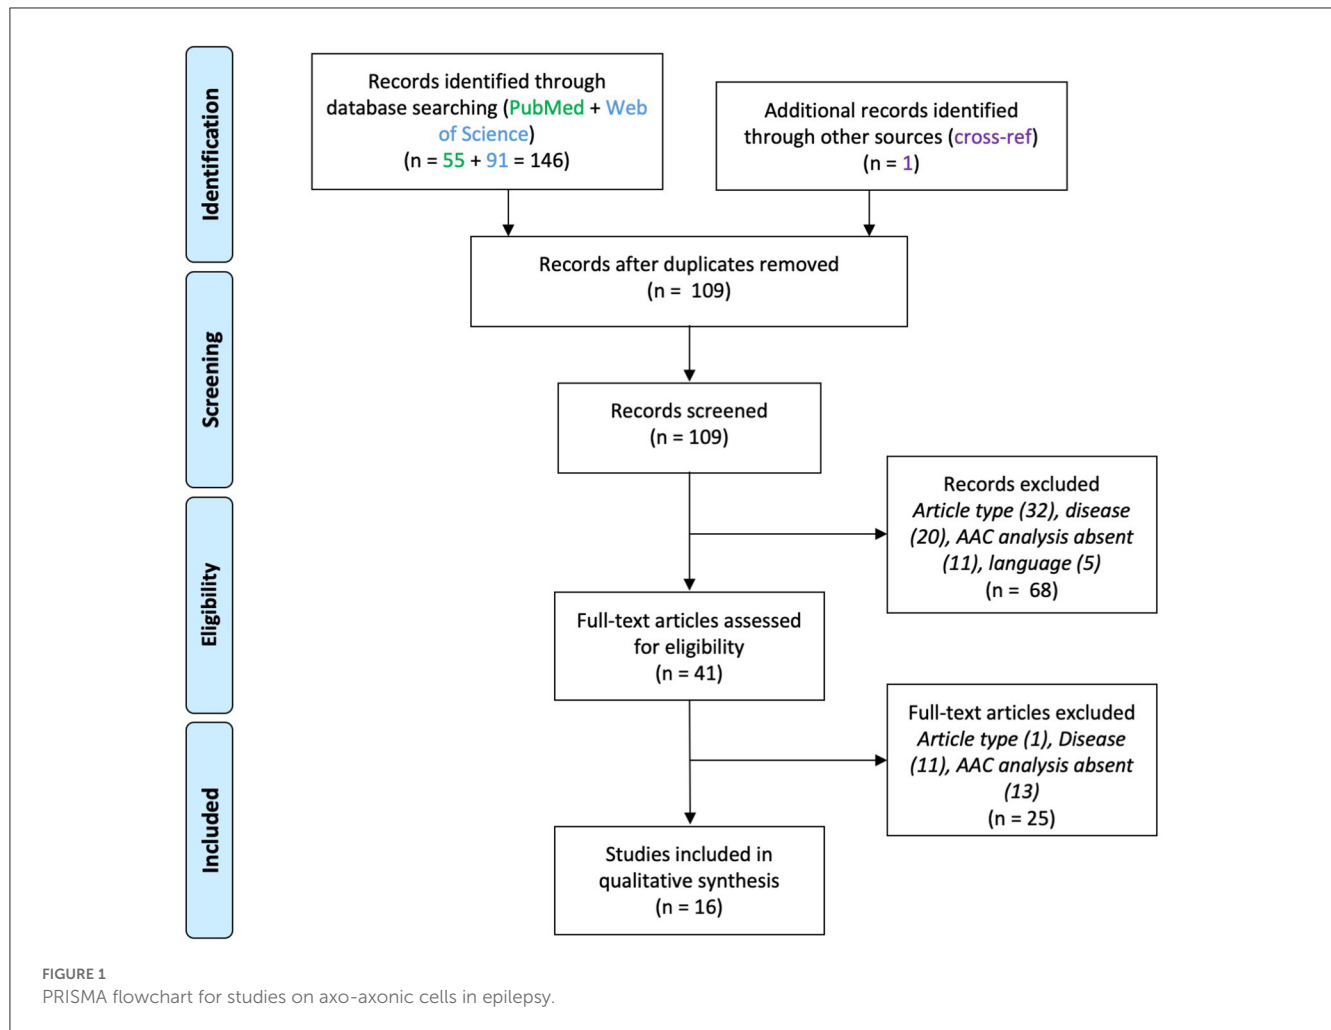 Identification
Records identified through
database searching (PubMed + Web
of Science)
(n = 55 + 91 = 146)
Additional records identified
through other sources (cross-ref)
(n = 1)
Records after duplicates removed
(n = 109)
Screening
Records screened
(n = 109)
Records excluded
Article type (32), disease
(20), AAC analysis absent
(11), language (5)
(n = 68)
Eligibility
Full-text articles assessed
for eligibility
(n = 41)
Full-text articles excluded
Article type (1), Disease
(11), AAC analysis absent
(13)
(n = 25)
Included
Studies included in
qualitative synthesis
(n = 16)
FIGURE 1
PRISMA flowchart for studies on axo-axonic cells in epilepsy.